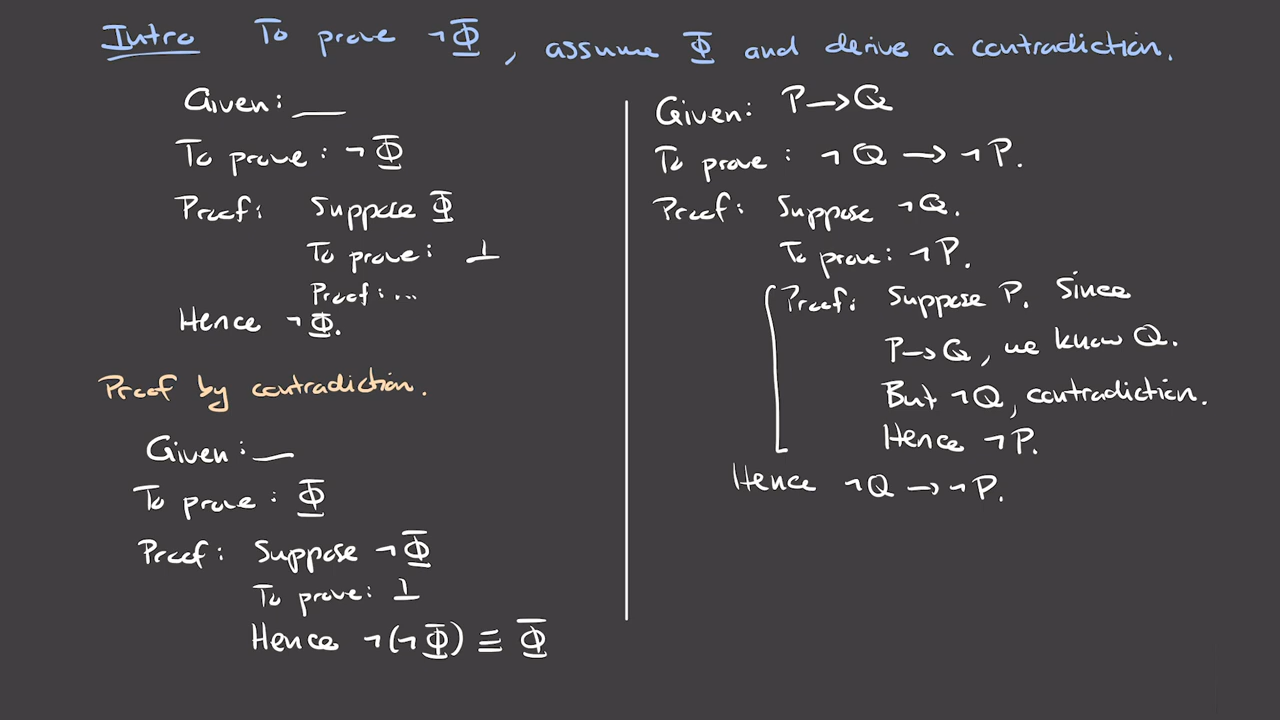 Intro To prove ¬Φ, assume Φ and derive a contradiction.
Given: __
To prove: ¬Φ
Proof: Suppose Φ
To prove: ⊥
Proof: ...
Hence ¬Φ.
Proof by contradiction.
Given: __
To prove: Φ
Proof: Suppose ¬Φ
To prove: ⊥
Hence ¬(¬Φ) ≡ Φ
Given: P→Q
To prove: ¬Q → ¬P.
Proof: Suppose ¬Q.
To prove: ¬P.
Proof: Suppose P. Since
P→Q, we know Q.
But ¬Q, contradiction.
Hence ¬P.
Hence ¬Q → ¬P.